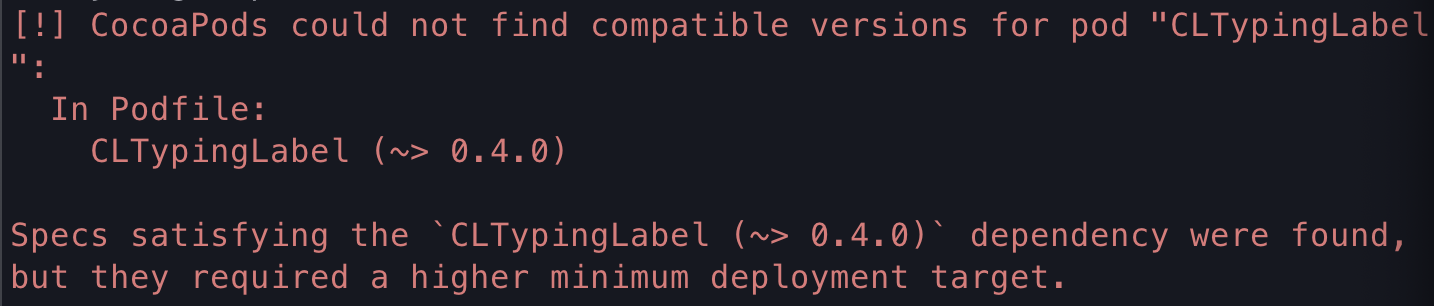 [!] CocoaPods could not find compatible versions for pod "CLTypingLabel
":
  In Podfile:
    CLTypingLabel (~> 0.4.0)

Specs satisfying the `CLTypingLabel (~> 0.4.0)` dependency were found,
but they required a higher minimum deployment target.